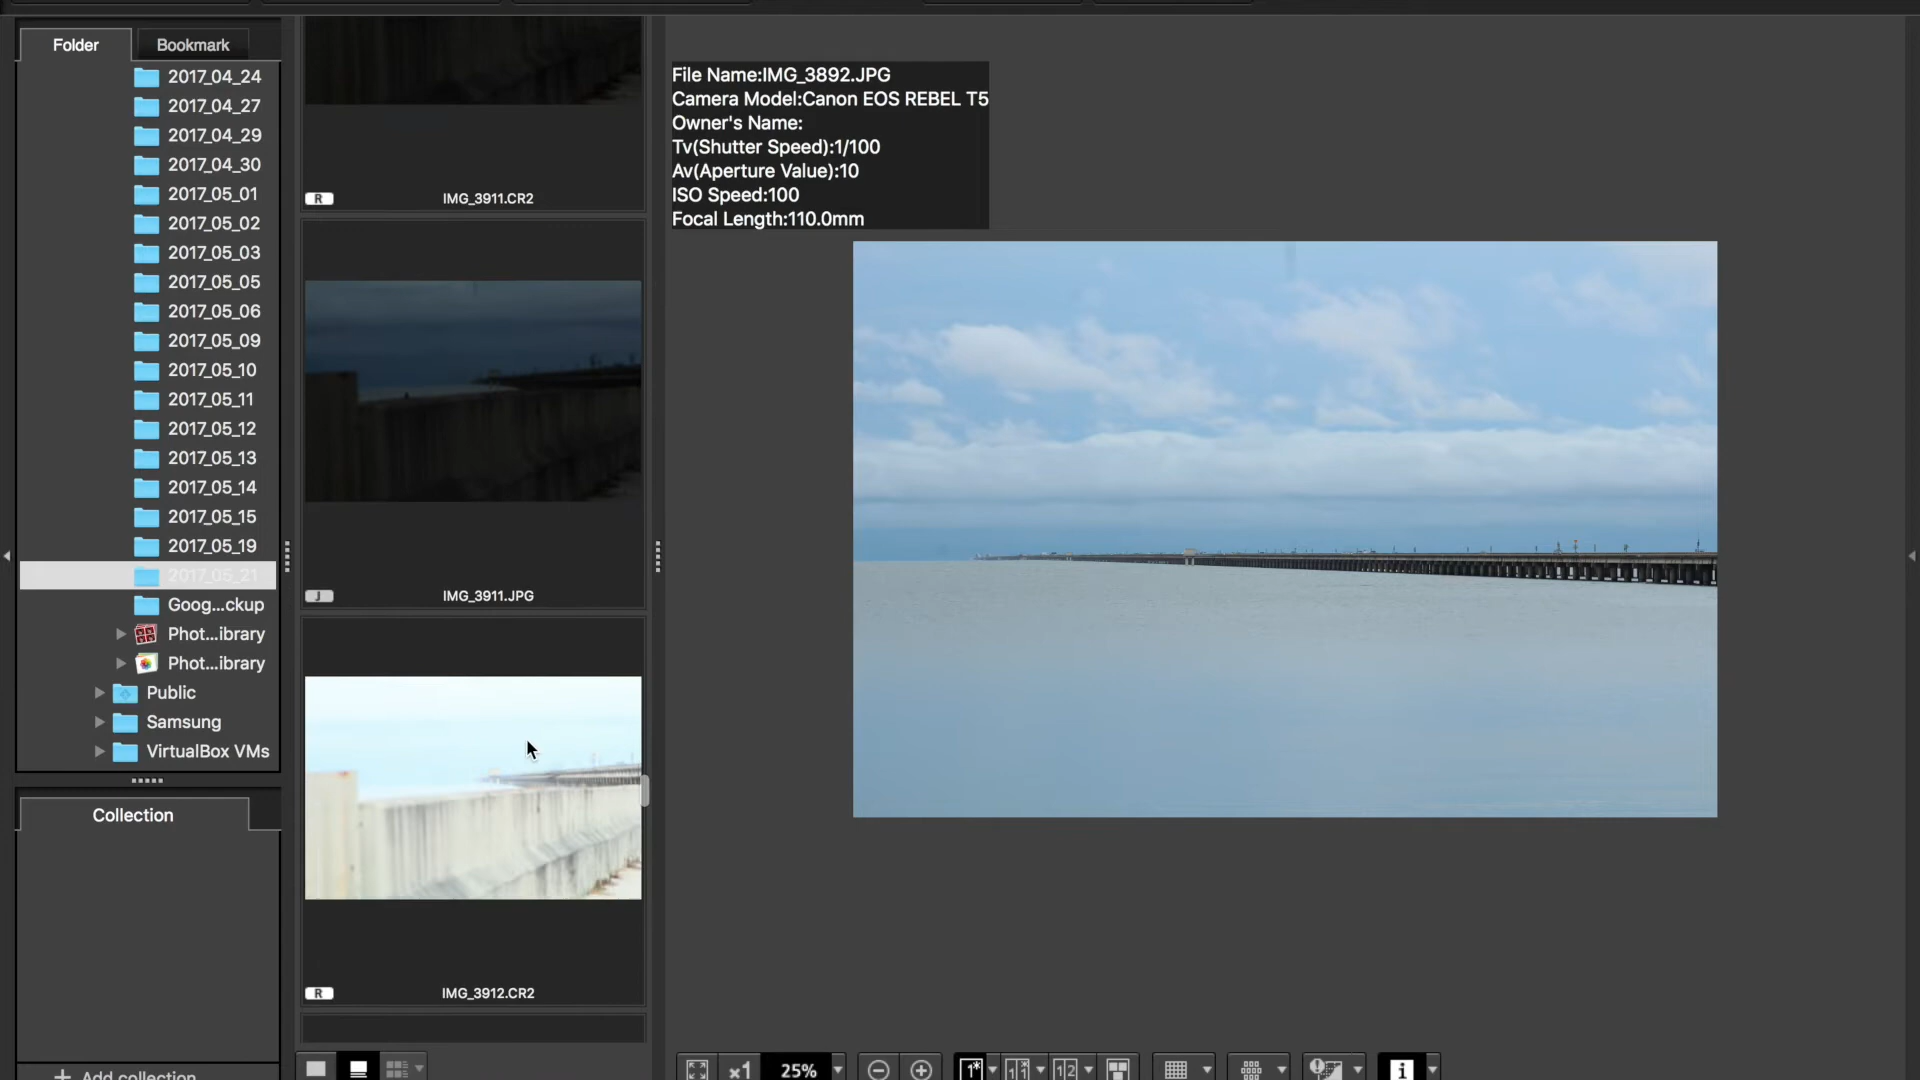 Folder
Bookmark
2017_04_24
2017_04_27
2017_04_29
2017_04_30
2017_05_01
2017_05_02
2017_05_03
2017_05_05
2017_05_06
2017_05_09
2017_05_10
2017_05_11
2017_05_12
2017_05_13
2017_05_14
2017_05_15
2017_05_19
2017_05_21
Goog...ckup
Phot...ibrary
Phot...ibrary
Public
Samsung
VirtualBox VMs
Collection
Add collection
R
IMG_3911.CR2
J
IMG_3911.JPG
R
IMG_3912.CR2
File Name:IMG_3892.JPG
Camera Model:Canon EOS REBEL T5
Owner's Name:
Tv(Shutter Speed):1/100
Av(Aperture Value):10
ISO Speed:100
Focal Length:110.0mm
x1
25%